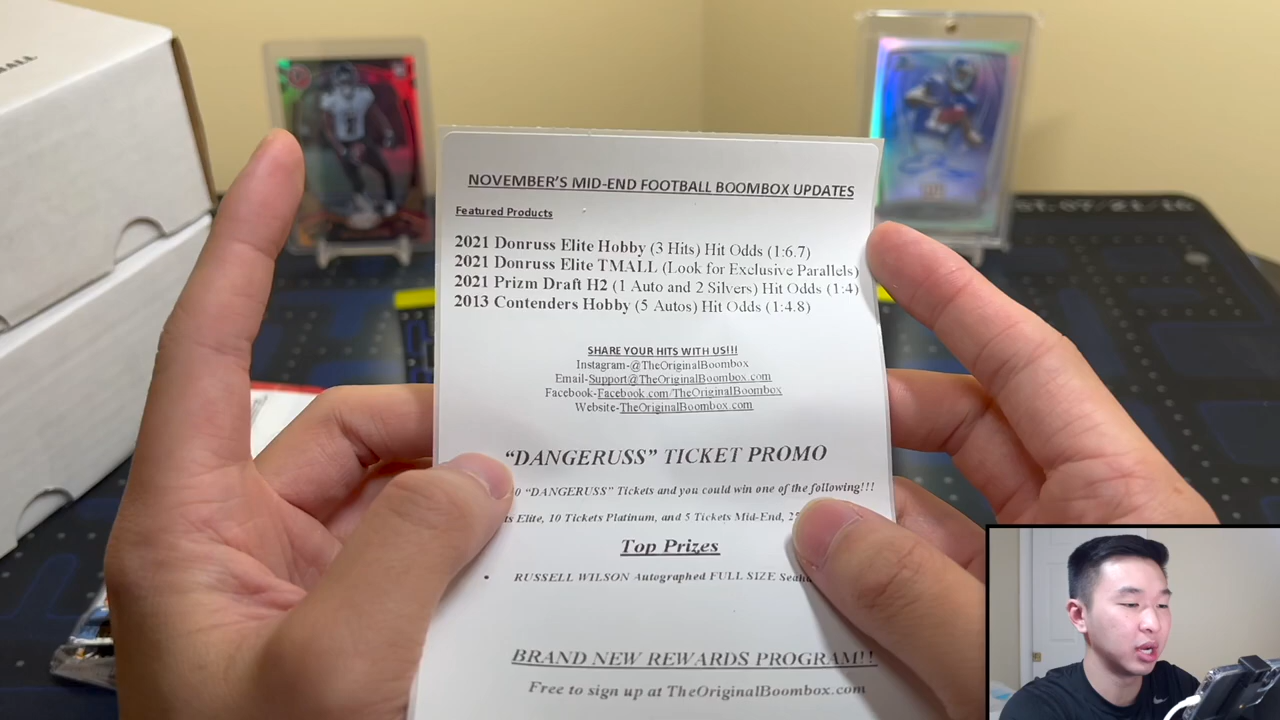 NOVEMBER'S MID-END FOOTBALL BOOMBOX UPDATES
Featured Products
2021 Donruss Elite Hobby (3 Hits) Hit Odds (1:6.7)
2021 Donruss Elite TMALL (Look for Exclusive Parallels)
2021 Prizm Draft H2 (1 Auto and 2 Silvers) Hit Odds (1:4)
2013 Contenders Hobby (5 Autos) Hit Odds (1:4.8)
SHARE YOUR HITS WITH US!!!
Instagram-@TheOriginalBoombox
Email-Support@TheOriginalBoombox.com
Facebook-Facebook.com/TheOriginalBoombox
Website-TheOriginalBoombox.com
"DANGERUSS" TICKET PROMO
"DANGERUSS" Tickets and you could win one of the following!!!
Elite, 10 Tickets Platinum, and 5 Tickets Mid-End,
Top Prizes
• RUSSELL WILSON Autographed FULL SIZE
BRAND NEW REWARDS PROGRAM!!
Free to sign up at TheOriginalBoombox.com